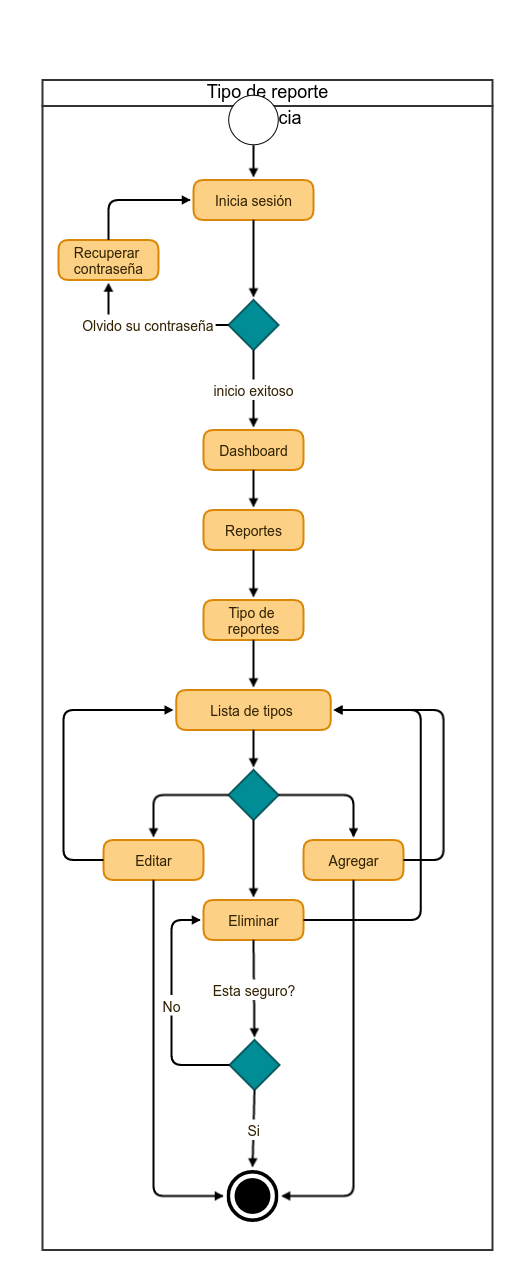 Tipo de reporte
cia
Inicia sesión
Recuperar
contraseña
Olvido su contraseña
inicio exitoso
Dashboard
Reportes
Tipo de
reportes
Lista de tipos
Editar
Agregar
Eliminar
Esta seguro?
No
Si